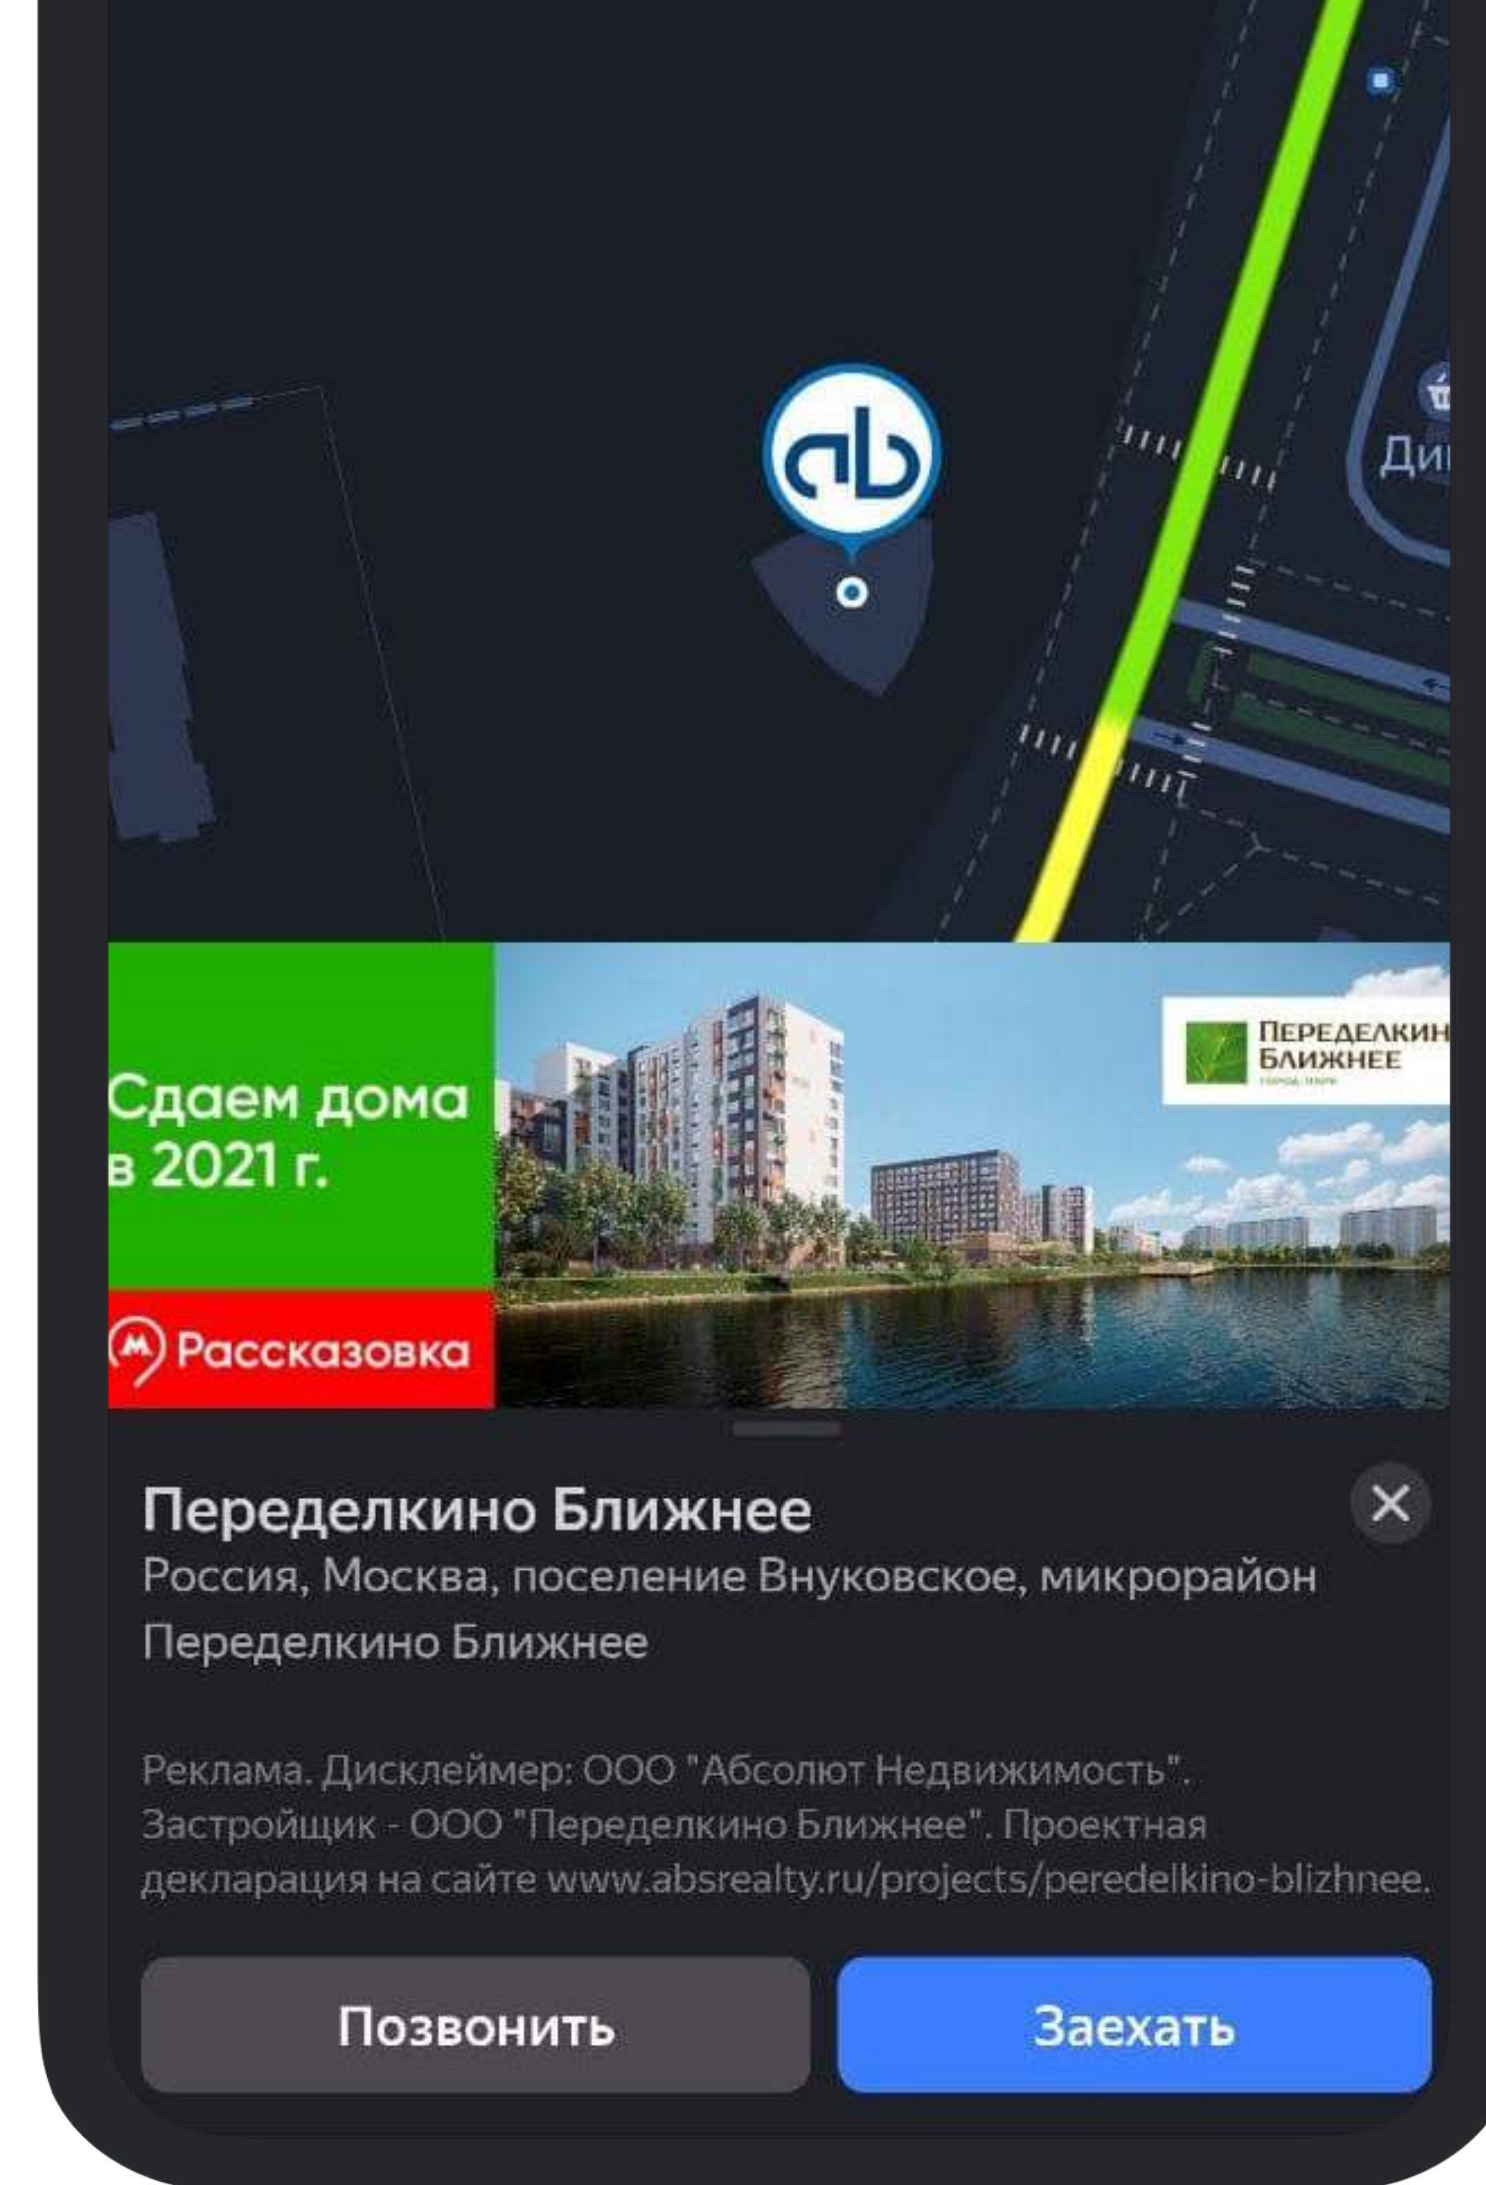 ab
Ди
ПЕРЕДЕЛКИН
БЛИЖНЕЕ
Сдаем дома
в 2021 г.
М Рассказовка
Переделкино Ближнее
Россия, Москва, поселение Внуковское, микрорайон
Переделкино Ближнее
Реклама. Дисклеймер: ООО "Абсолют Недвижимость".
Застройщик - ООО "Переделкино Ближнее". Проектная
декларация на сайте www.absrealty.ru/projects/peredelkino-blizhnee.
Позвонить
Заехать